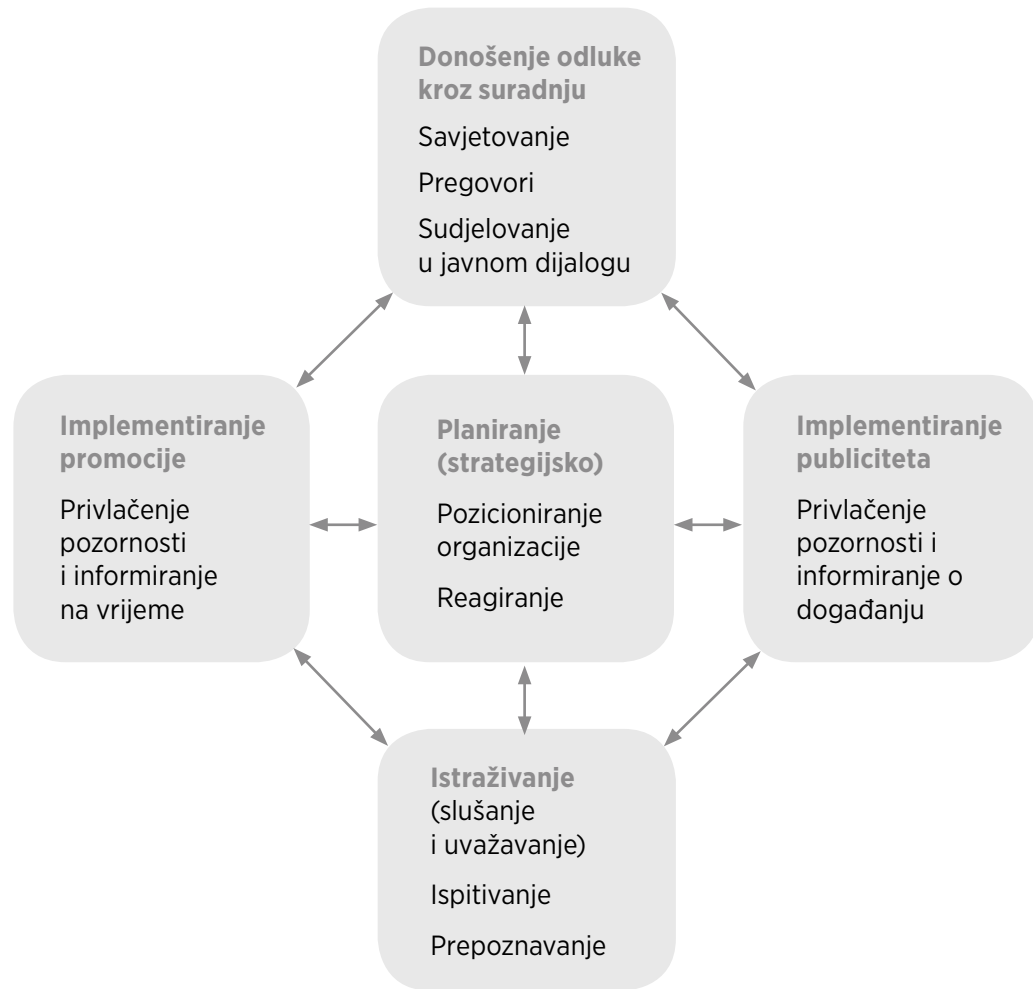 Donošenje odluke
kroz suradnju
Savjetovanje
Pregovori
Sudjelovanje
u javnom dijalogu
Implementiranje
promocije
Privlačenje
pozornosti
i informiranje
na vrijeme
Planiranje
(strategijsko)
Pozicioniranje
organizacije
Reagiranje
Implementiranje
publiciteta
Privlačenje
pozornosti i
informiranje o
događanju
Istraživanje
(slušanje
i uvažavanje)
Ispitivanje
Prepoznavanje